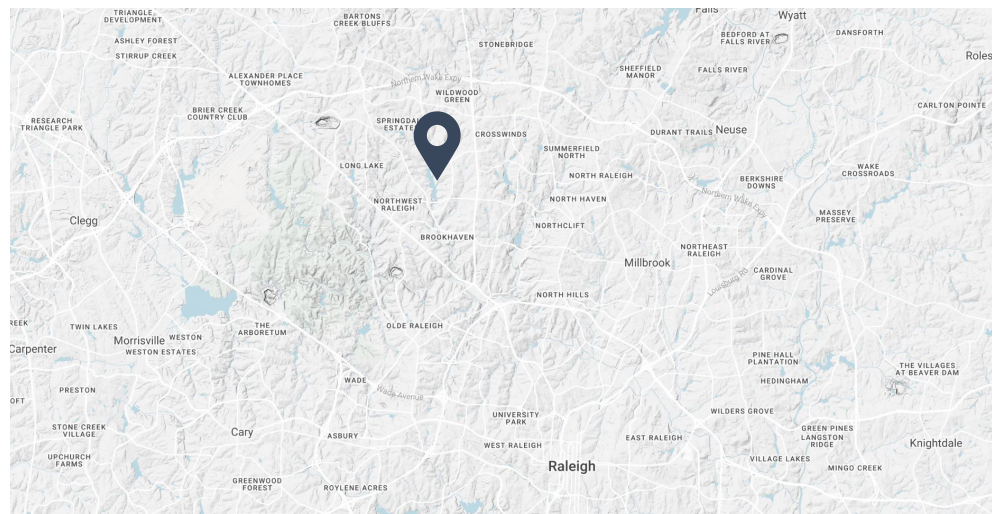 TRIANGLE
DEVELOPMENT
BARTONS
CREEK BLUFFS
Falls
Wyatt
ASHLEY FOREST
STIRRUP CREEK
STONEBRIDGE
BEDFORD AT
FALLS RIVER
DANSFORTH
ALEXANDER PLACE
TOWNHOMES
Northern Wake Expy
SHEFFIELD
MANOR
FALLS RIVER
WILDWOOD
GREEN
CARLTON POINTE
BRIER CREEK
COUNTRY CLUB
RESEARCH
TRIANGLE PARK
CROSSWINDS
DURANT TRAILS
Neuse
SUMMERFIELD
NORTH
LONG LAKE
NORTH RALEIGH
WAKE
CROSSROADS
BERKSHIRE
DOWNS
NORTHWEST
RALEIGH
NORTH HAVEN
Northern Wake Expy
Clegg
NORTHCLIFT
MASSEY
PRESERVE
BROOKHAVEN
NORTHEAST
RALEIGH
Millbrook
CARDINAL
GROVE
Louisburg Rd
NORTH HILLS
TWIN LAKES
THE
ARBORETUM
OLDE RALEIGH
Carpenter
Morrisville
WESTON
WESTON ESTATES
PINE HALL
PLANTATION
THE VILLAGES
AT BEAVER DAM
PRESTON
WADE
HEDINGHAM
Wade Avenue
UNIVERSITY
PARK
WILDERS GROVE
STONE CREEK
VILLAGE
Cary
ASBURY
WEST RALEIGH
EAST RALEIGH
GREEN PINES
LANGSTON
RIDGE
Knightdale
UPCHURCH
FARMS
Raleigh
VILLAGE LAKES
MINGO CREEK
GREENWOOD
FOREST
ROYLENE ACRES